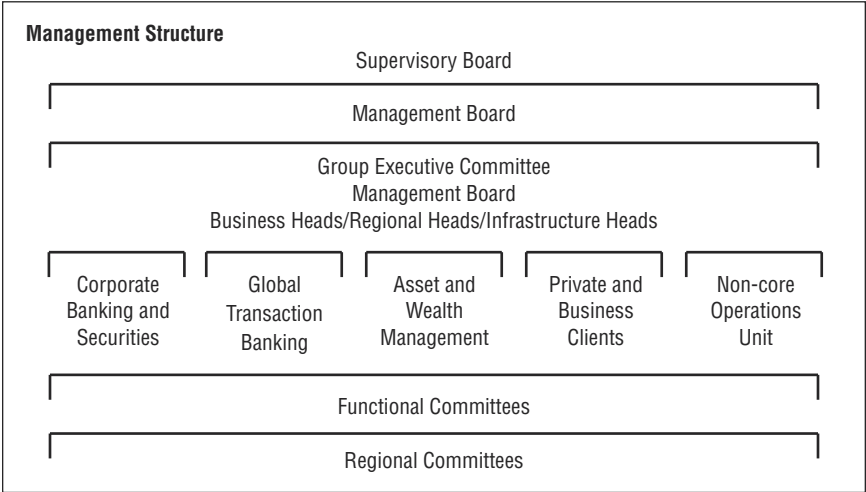 Management Structure
Supervisory Board
Management Board
Group Executive Committee
Management Board
Business Heads/Regional Heads/Infrastructure Heads
Corporate
Banking and
Securities
Global
Transaction
Banking
Asset and
Wealth
Management
Private and
Business
Clients
Non-core
Operations
Unit
Functional Committees
Regional Committees